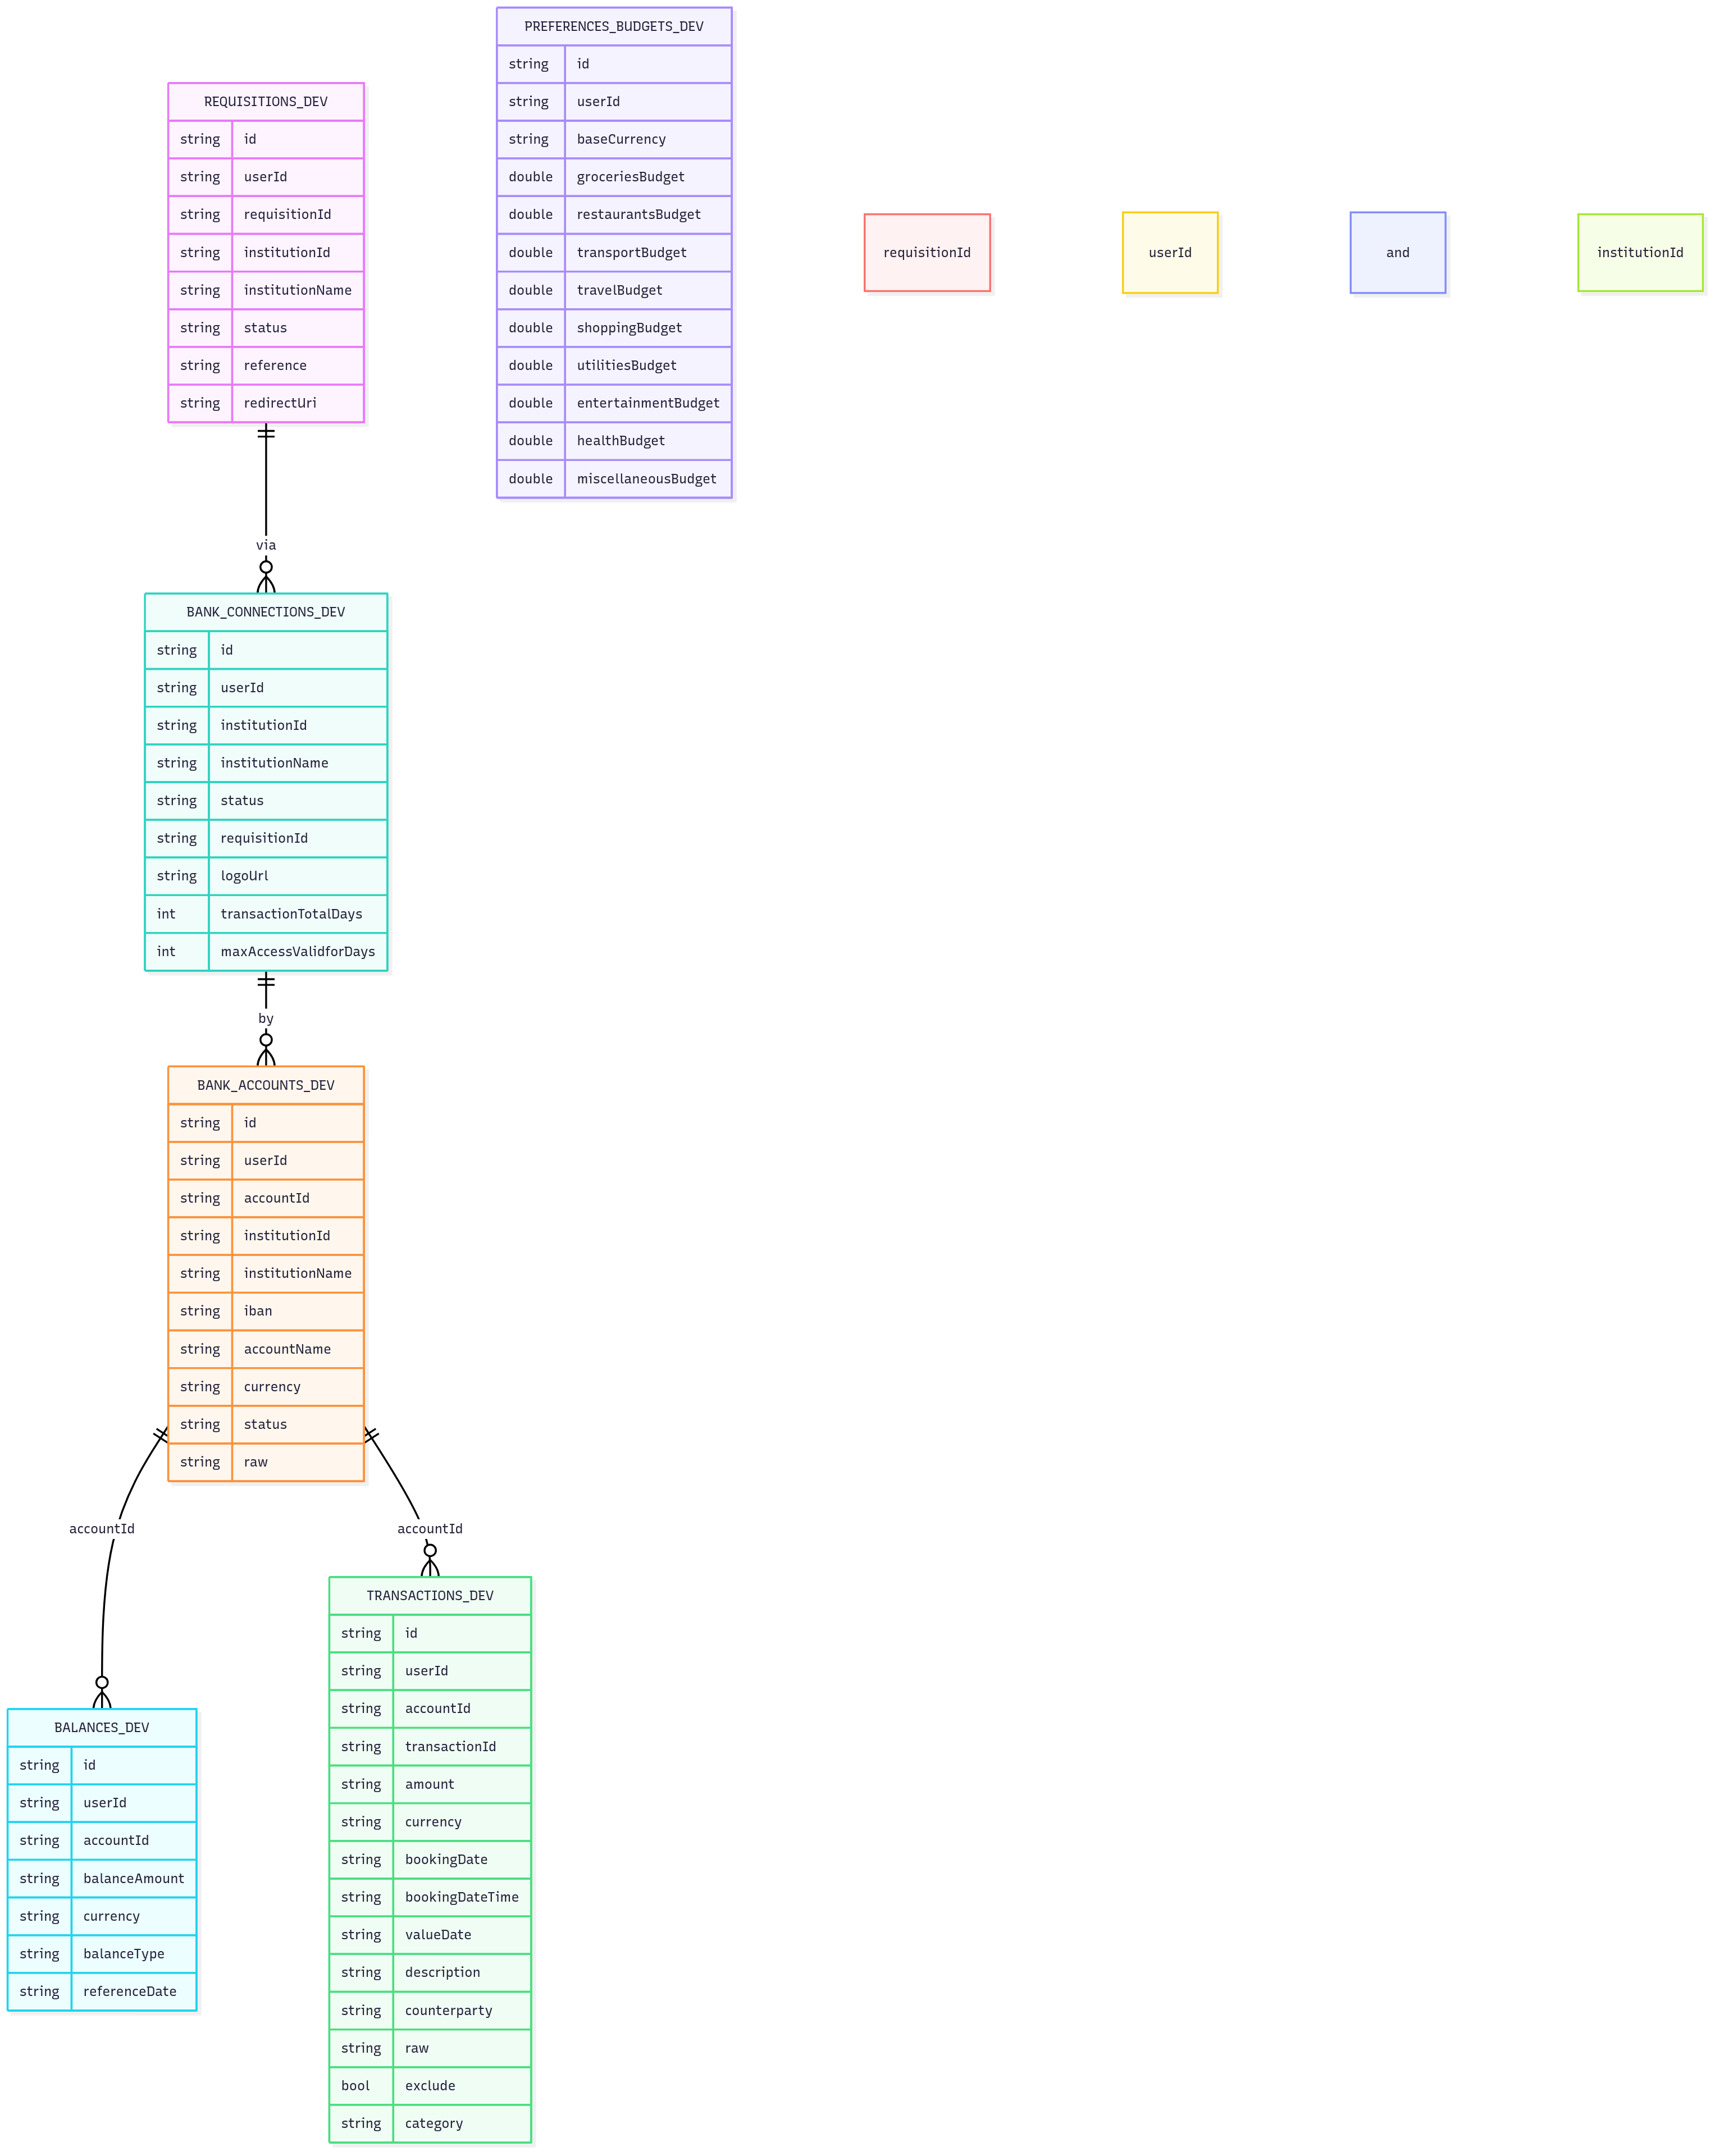 PREFERENCES_BUDGETS_DEV
string id
string userId
string baseCurrency
double groceriesBudget
double restaurantsBudget
double transportBudget
double travelBudget
double shoppingBudget
double utilitiesBudget
double entertainmentBudget
double healthBudget
double miscellaneousBudget
REQUISITIONS_DEV
string id
string userId
string requisitionId
string institutionId
string institutionName
string status
string reference
string redirectUri
requisitionId
userId
and
institutionId
via
BANK_CONNECTIONS_DEV
string id
string userId
string institutionId
string institutionName
string status
string requisitionId
string logoUrl
int transactionTotalDays
int maxAccessValidforDays
by
BANK_ACCOUNTS_DEV
string id
string userId
string accountId
string institutionId
string institutionName
string iban
string accountName
string currency
string status
string raw
accountId
accountId
TRANSACTIONS_DEV
string id
string userId
string accountId
string transactionId
string amount
string currency
string bookingDate
string bookingDateTime
string valueDate
string description
string counterparty
string raw
bool exclude
string category
BALANCES_DEV
string id
string userId
string accountId
string balanceAmount
string currency
string balanceType
string referenceDate